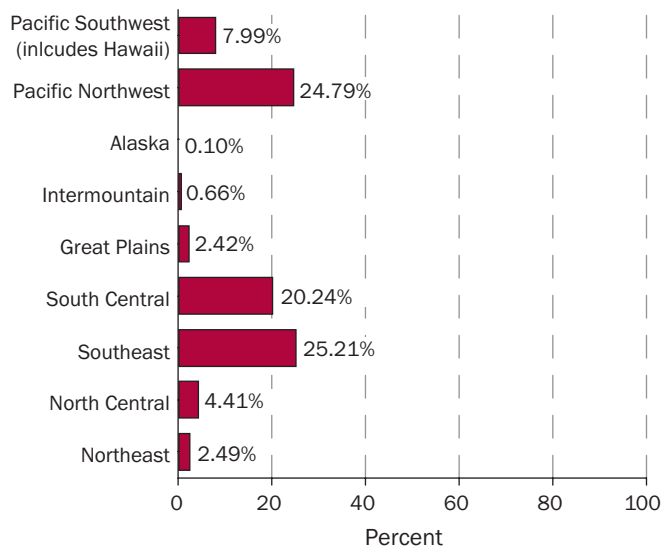 Pacific Southwest
(inlcudes Hawaii)
7.99%
Pacific Northwest
24.79%
Alaska
0.10%
Intermountain
0.66%
Great Plains
2.42%
South Central
20.24%
Southeast
25.21%
North Central
4.41%
Northeast
2.49%
0 20 40 60 80 100
Percent